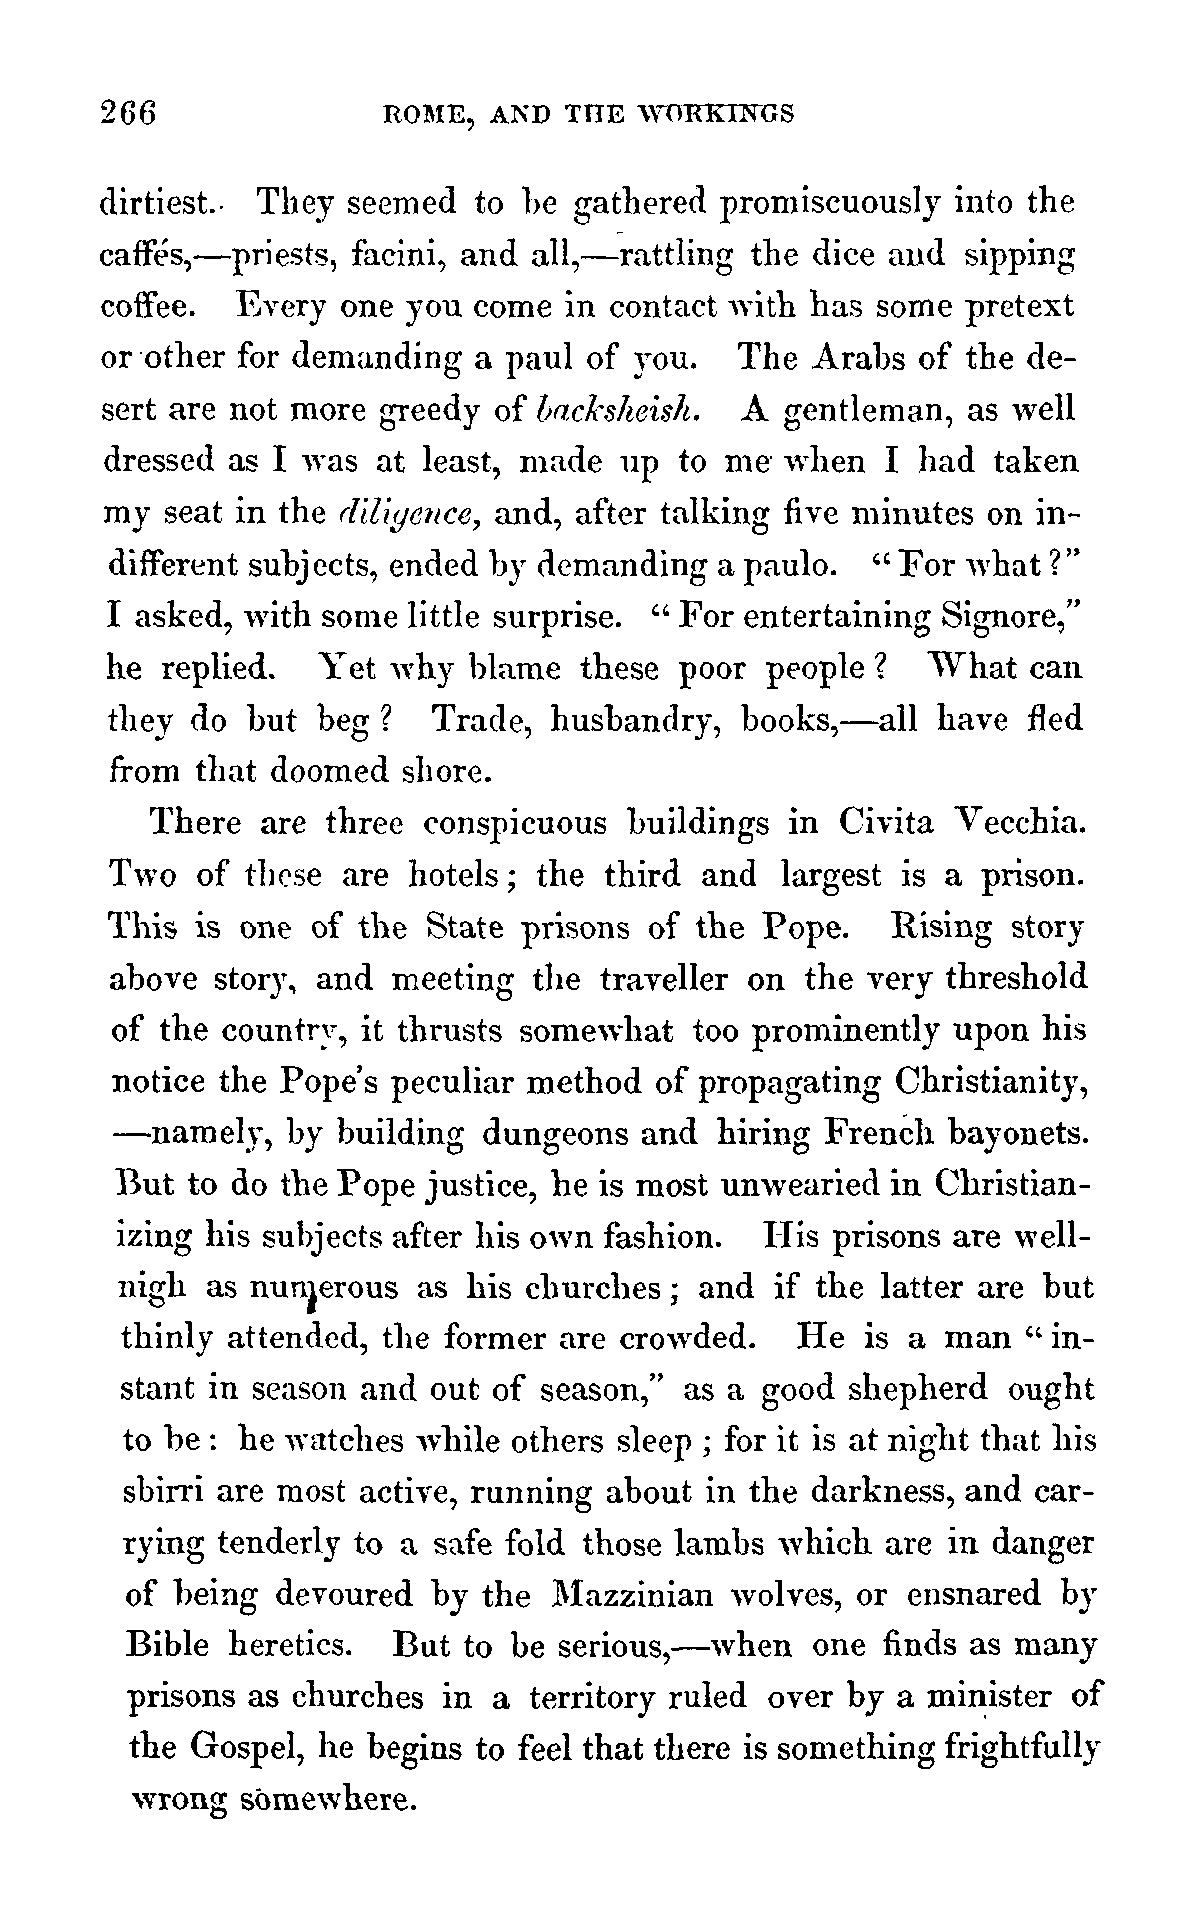 266 ROME, AND THE WORKINGS
dirtiest. They seemed to be gathered promiscuously into the
caffés,—priests, facini, and all,—rattling the dice and sipping
coffee. Every one you come in contact with has some pretext
or other for demanding a paul of you. The Arabs of the de-
sert are not more greedy of backsheish. A gentleman, as well
dressed as I was at least, made up to me when I had taken
my seat in the diligence, and, after talking five minutes on in-
different subjects, ended by demanding a paulo. “For what?”
I asked, with some little surprise. “For entertaining Signore,”
he replied. Yet why blame these poor people? What can
they do but beg? Trade, husbandry, books,—all have fled
from that doomed shore.
There are three conspicuous buildings in Civita Vecchia.
Two of these are hotels; the third and largest is a prison.
This is one of the State prisons of the Pope. Rising story
above story, and meeting the traveller on the very threshold
of the country, it thrusts somewhat too prominently upon his
notice the Pope's peculiar method of propagating Christianity,
—namely, by building dungeons and hiring French bayonets.
But to do the Pope justice, he is most unwearied in Christian-
izing his subjects after his own fashion. His prisons are well-
nigh as numerous as his churches; and if the latter are but
thinly attended, the former are crowded. He is a man “in-
stant in season and out of season,” as a good shepherd ought
to be: he watches while others sleep; for it is at night that his
sbirri are most active, running about in the darkness, and car-
rying tenderly to a safe fold those lambs which are in danger
of being devoured by the Mazzinian wolves, or ensnared by
Bible heretics. But to be serious,—when one finds as many
prisons as churches in a territory ruled over by a minister of
the Gospel, he begins to feel that there is something frightfully
wrong somewhere.